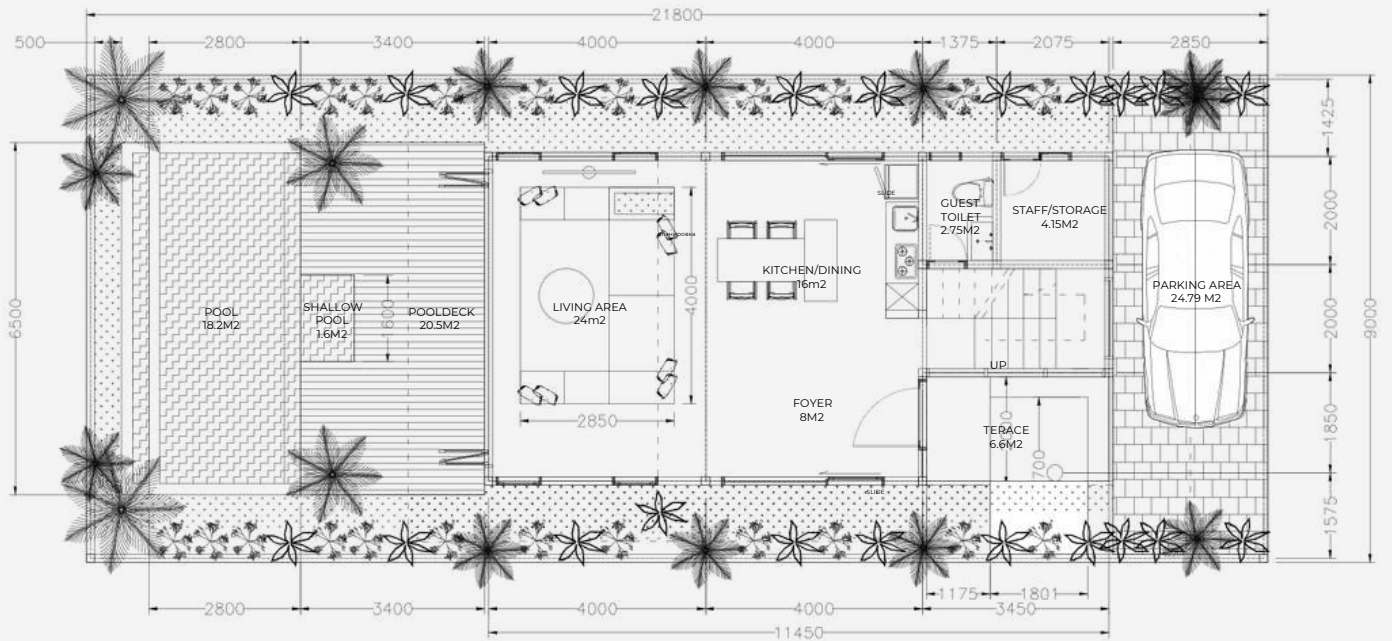 21800
500
2800
3400
4000
4000
1375
2075
2850
1425
2000
2000
1850
1575
9000
6500
POOL
18.2M2
SHALLOW
POOL
1.6M2
1600
POOLDECK
20.5M2
LIVING AREA
24m2
4000
2850
KITCHEN/DINING
16m2
SLIDE
GUEST
TOILET
2.75M2
STAFF/STORAGE
4.15M2
PARKING AREA
24.79 M2
UP
FOYER
8M2
TERACE
6.6M2
SLIDE
2800
3400
4000
4000
1175
1801
3450
11450